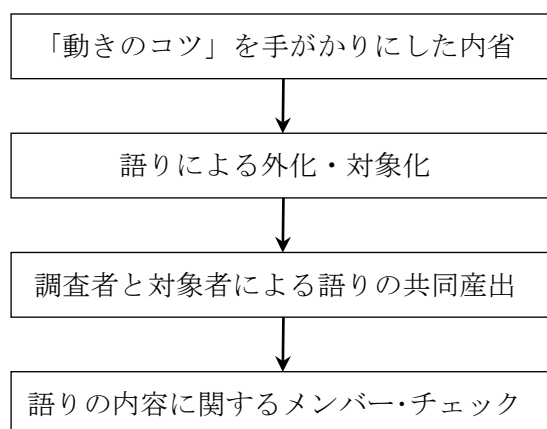 「動きのコツ」を手がかりにした内省
語りによる外化・対象化
調査者と対象者による語りの共同産出
語りの内容に関するメンバー・チェック